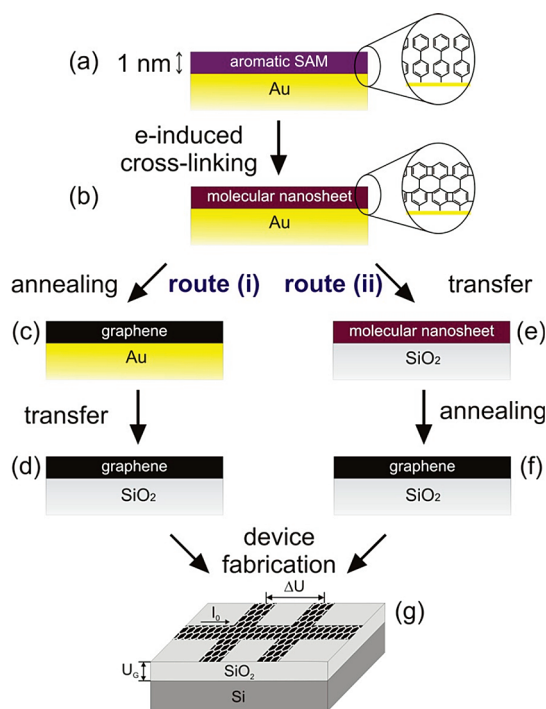 (a)
1 nm
aromatic SAM
Au
e-induced
cross-linking
(b)
molecular nanosheet
Au
annealing
route (i)
route (ii)
transfer
(c)
graphene
Au
molecular nanosheet
SiO₂
(e)
transfer
annealing
(d)
graphene
SiO₂
graphene
SiO₂
(f)
device
fabrication
ΔU
(g)
I₀
U_G
SiO₂
Si